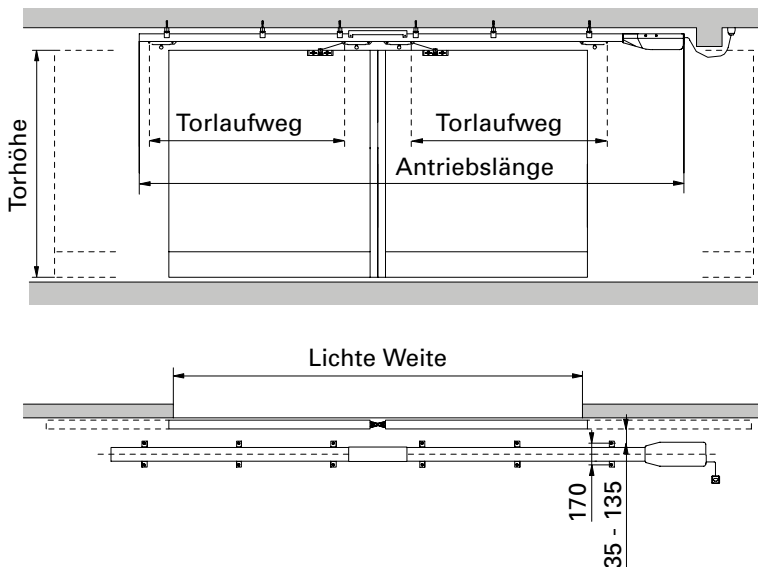 Torhöhe
Torlaufweg
Torlaufweg
Antriebslänge
Lichte Weite
170
35 - 135